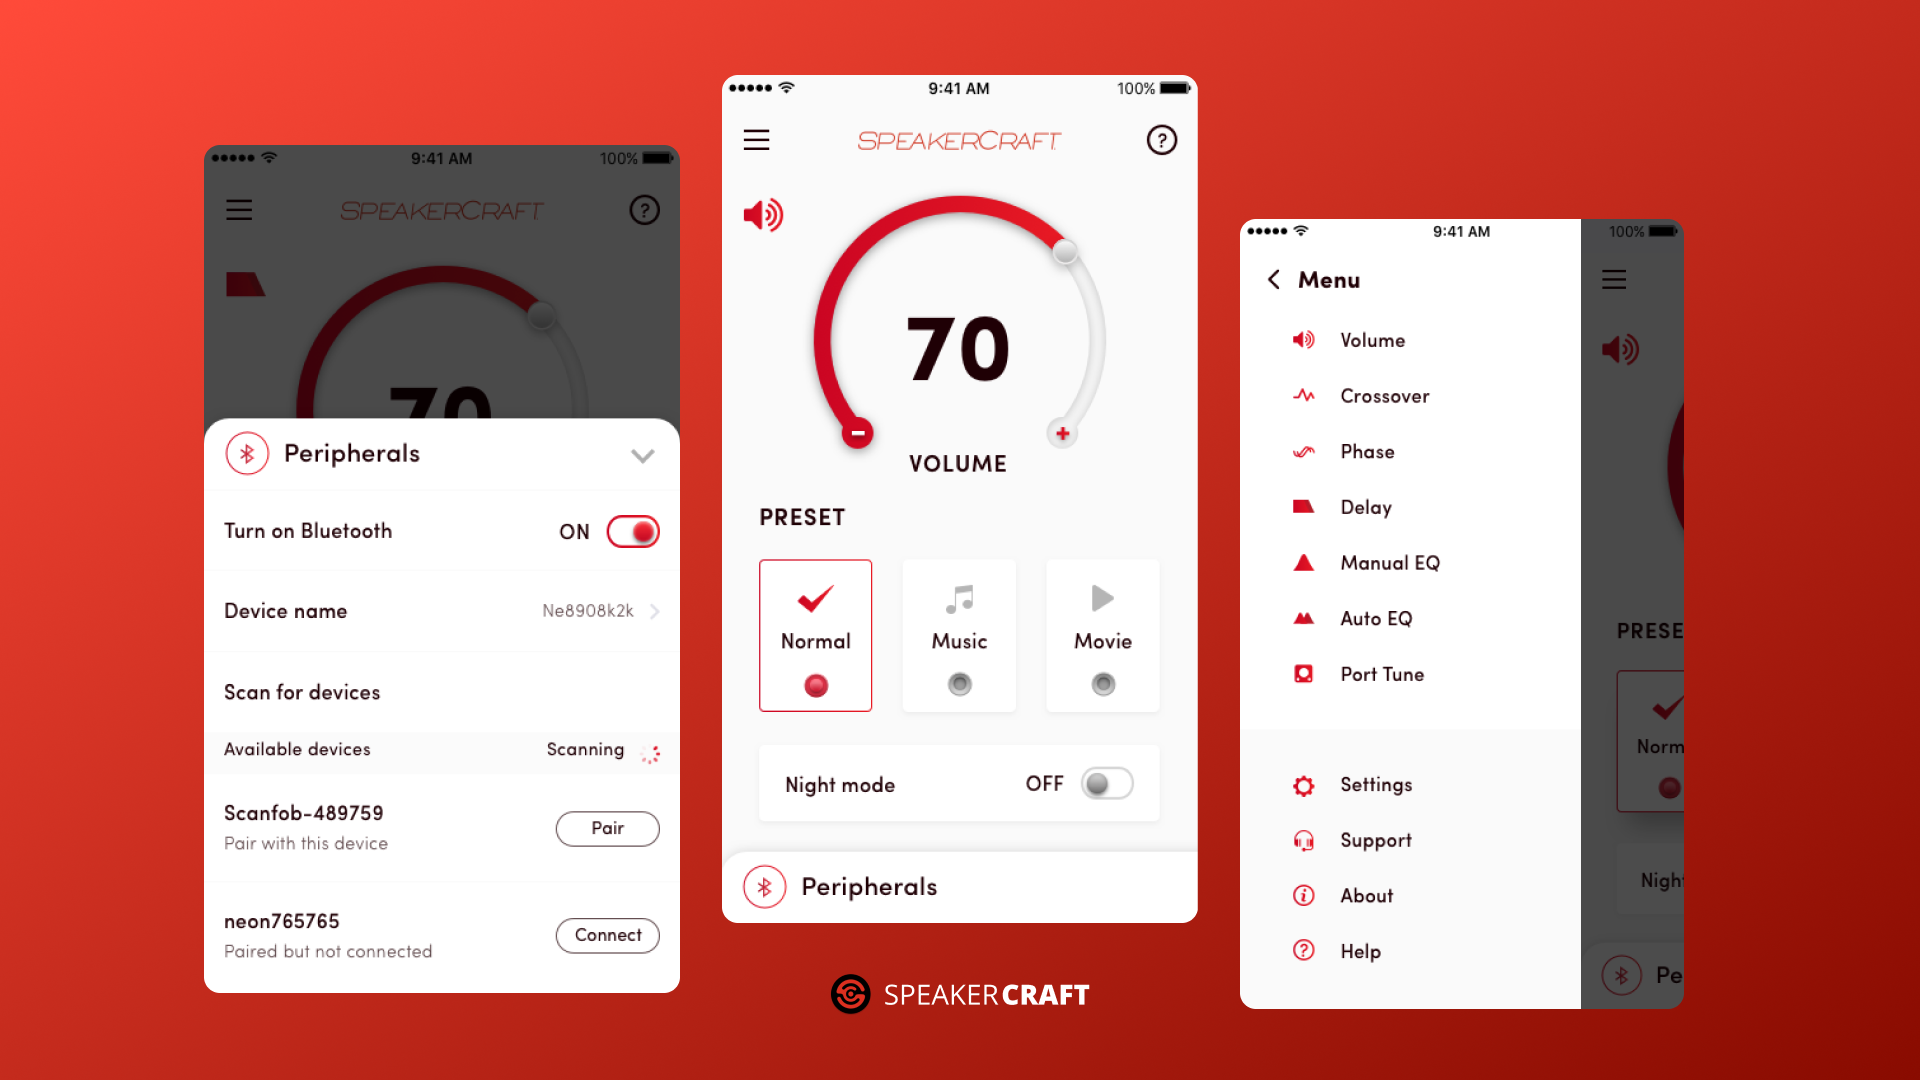 9:41 AM 100%
SPEAKERCRAFT
?
70
Peripherals
Turn on Bluetooth ON
Device name Ne8908k2k
Scan for devices
Available devices Scanning
Scanfob-489759
Pair with this device
Pair
neon765765
Paired but not connected
Connect
9:41 AM 100%
SPEAKERCRAFT
?
70
VOLUME
PRESET
Normal Music Movie
Night mode OFF
Peripherals
9:41 AM 100%
Menu
Volume
Crossover
Phase
Delay
Manual EQ
Auto EQ
Port Tune
Settings
Support
About
Help
PRESE
Norm
Nigh
Pe
SPEAKERCRAFT